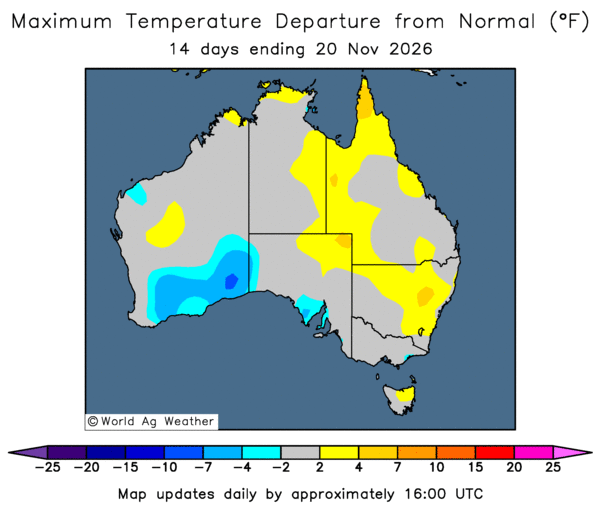 Maximum Temperature Departure from Normal (°F)
14 days ending 20 Nov 2026
©World Ag Weather
−25 −20 −15 −10 −7 −4 −2 2 4 7 10 15 20 25
Map updates daily by approximately 16:00 UTC